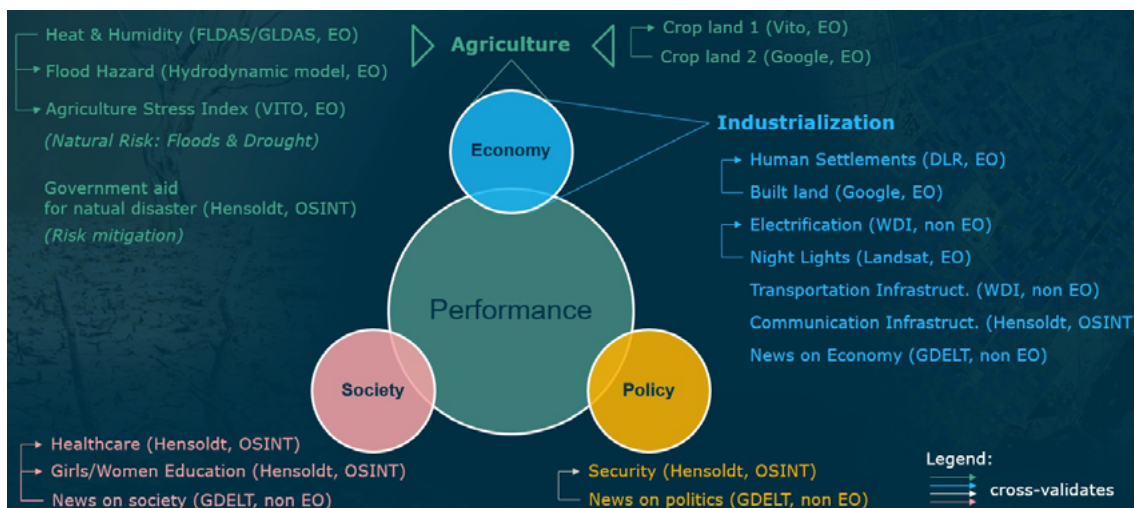 Heat & Humidity (FLDAS/GLDAS, EO)
Flood Hazard (Hydrodynamic model, EO)
Agriculture Stress Index (VITO, EO)
(Natural Risk: Floods & Drought)
Government aid
for natual disaster (Hensoldt, OSINT)
(Risk mitigation)
Agriculture
Crop land 1 (Vito, EO)
Crop land 2 (Google, EO)
Economy
Industrialization
Human Settlements (DLR, EO)
Built land (Google, EO)
Electrification (WDI, non EO)
Night Lights (Landsat, EO)
Transportation Infrastruct. (WDI, non EO)
Communication Infrastruct. (Hensoldt, OSINT)
News on Economy (GDELT, non EO)
Performance
Society
Policy
Healthcare (Hensoldt, OSINT)
Girls/Women Education (Hensoldt, OSINT)
News on society (GDELT, non EO)
Security (Hensoldt, OSINT)
News on politics (GDELT, non EO)
Legend:
cross-validates